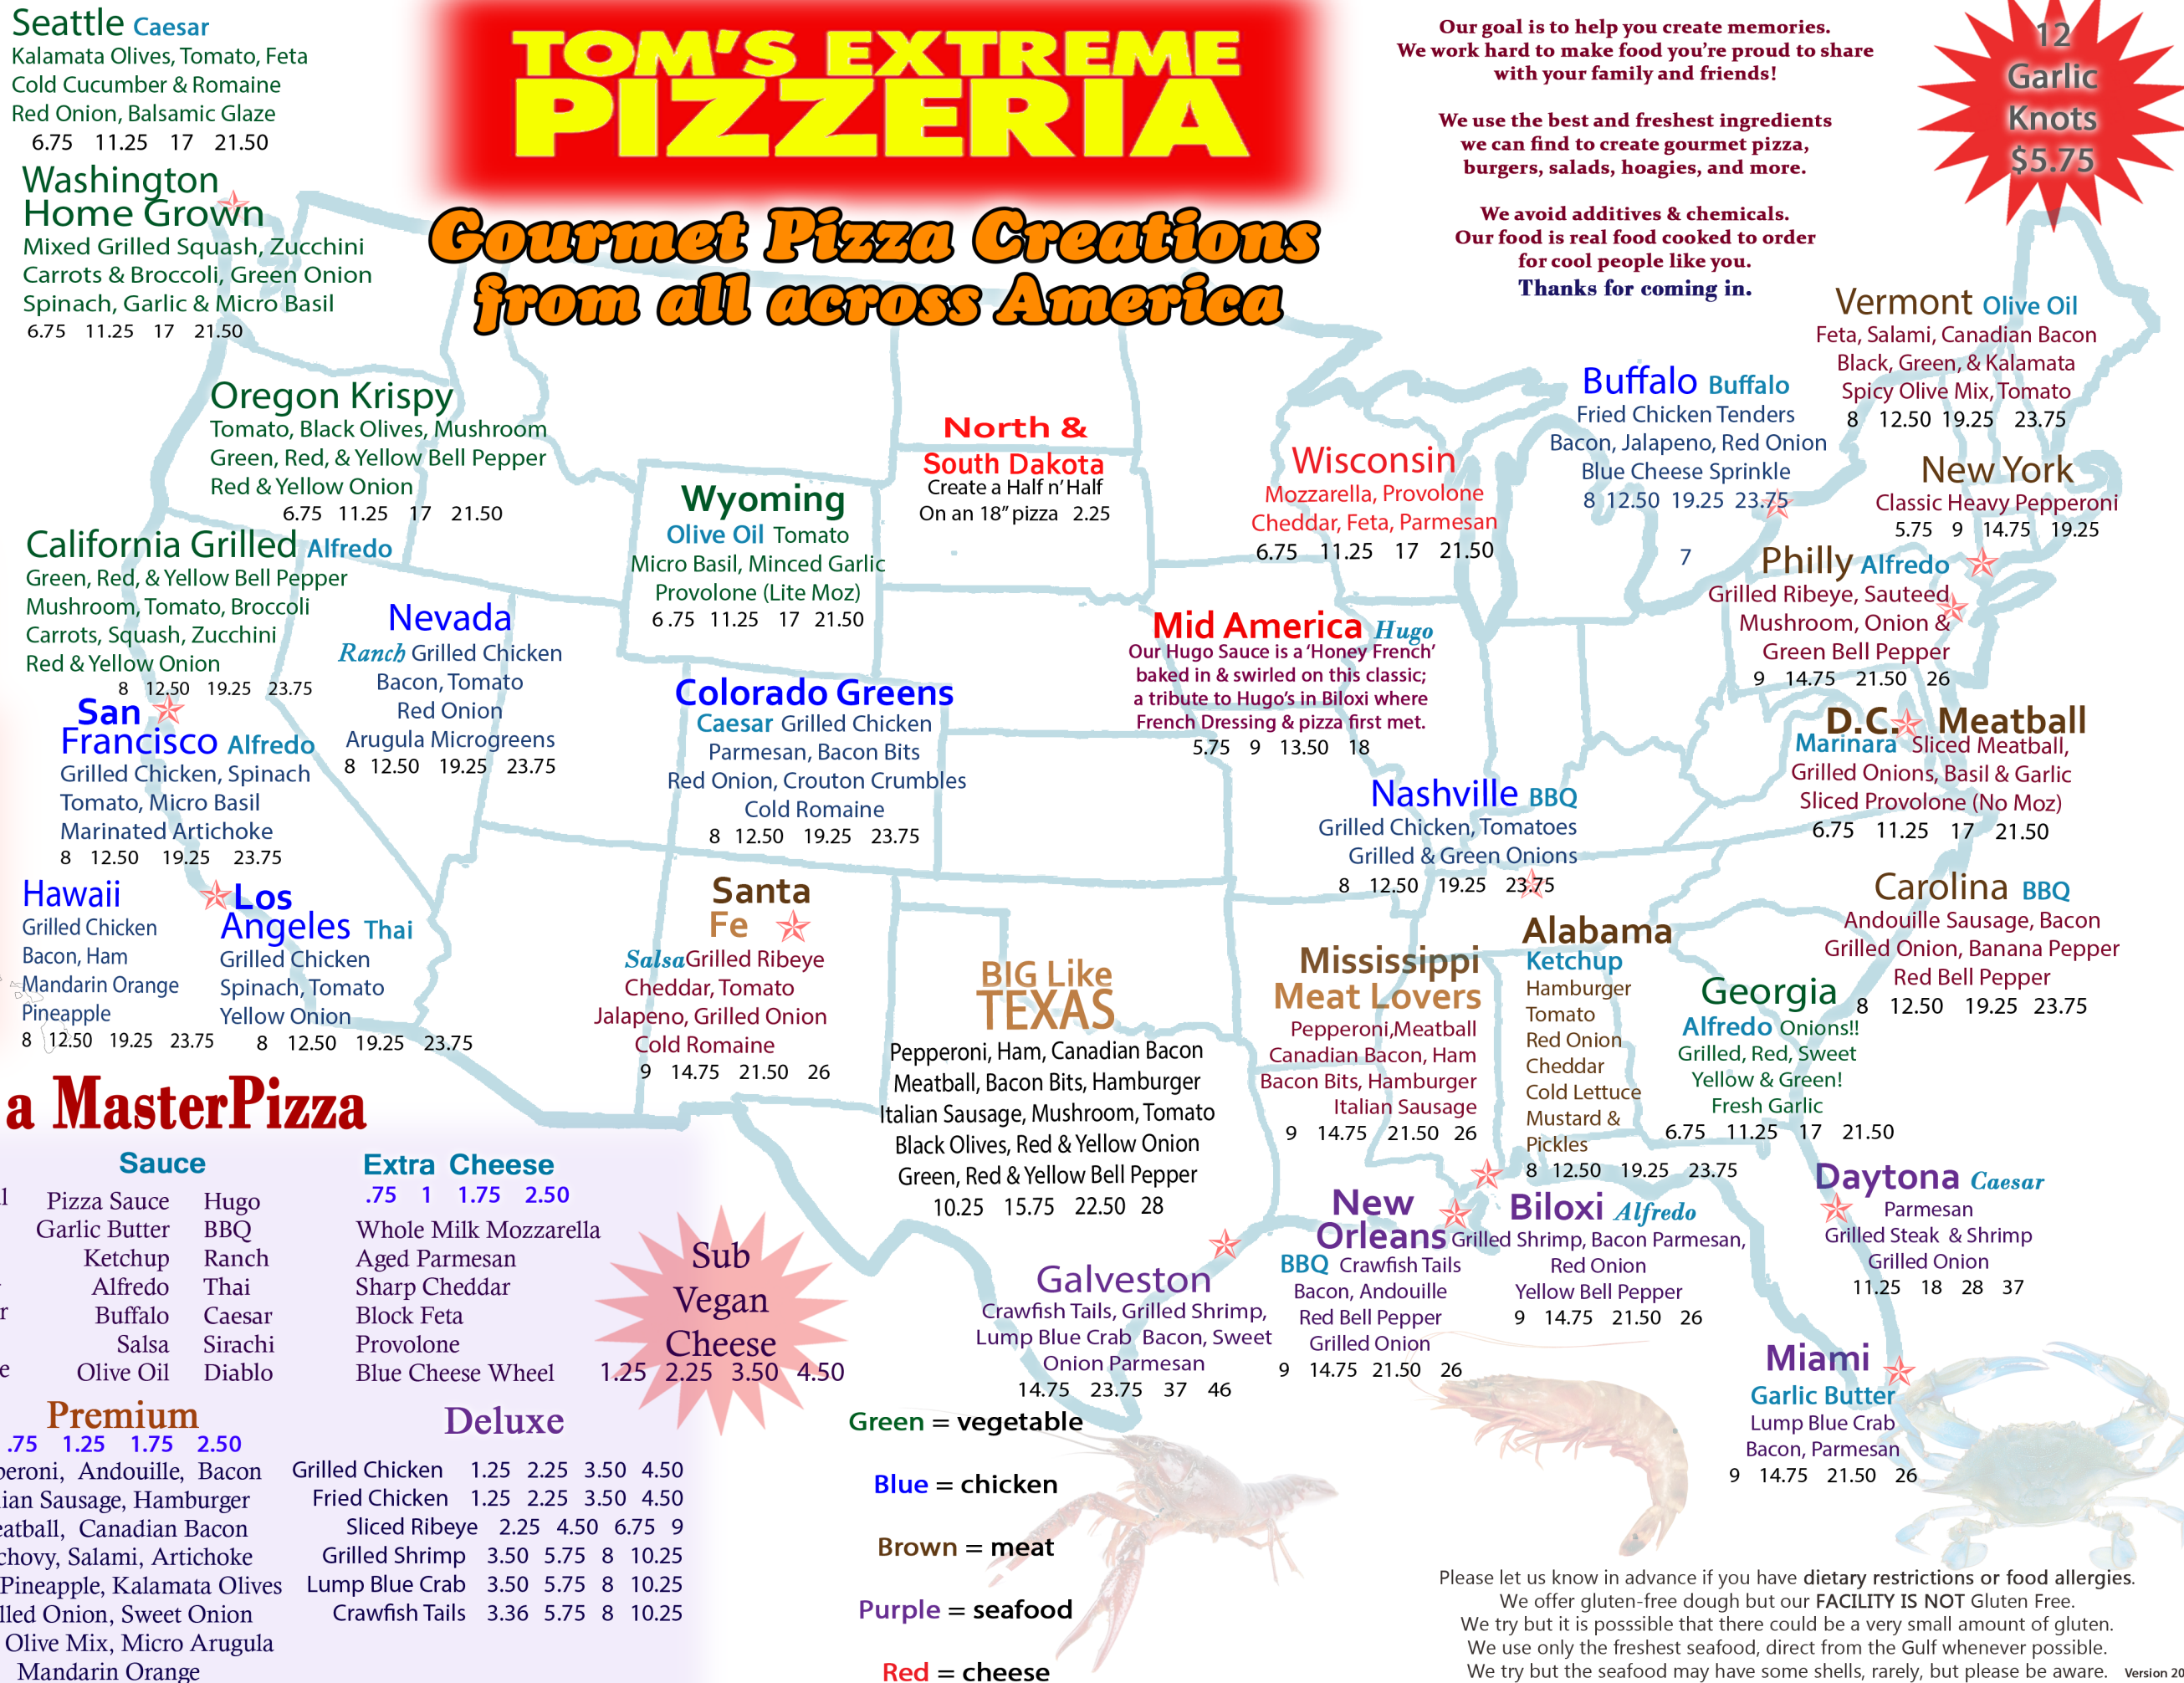 Seattle Caesar
Kalamata Olives, Tomato, Feta
Cold Cucumber & Romaine
Red Onion, Balsamic Glaze
6.75 11.25 17 21.50
Washington
Home Grown
Mixed Grilled Squash, Zucchini
Carrots & Broccoli, Green Onion
Spinach, Garlic & Micro Basil
6.75 11.25 17 21.50
TOM'S EXTREME
PIZZERIA
Gourmet Pizza Creations
from all across America
Our goal is to help you create memories.
We work hard to make food you're proud to share
with your family and friends!
We use the best and freshest ingredients
we can find to create gourmet pizza,
burgers, salads, hoagies, and more.
We avoid additives & chemicals.
Our food is real food cooked to order
for cool people like you.
Thanks for coming in.
12
Garlic
Knots
$5.75
Oregon Krispy
Tomato, Black Olives, Mushroom
Green, Red, & Yellow Bell Pepper
Red & Yellow Onion
6.75 11.25 17 21.50
California Grilled Alfredo
Green, Red, & Yellow Bell Pepper
Mushroom, Tomato, Broccoli
Carrots, Squash, Zucchini
Red & Yellow Onion
8 12.50 19.25 23.75
Nevada
Ranch Grilled Chicken
Bacon, Tomato
Red Onion
Arugula Microgreens
8 12.50 19.25 23.75
San
Francisco Alfredo
Grilled Chicken, Spinach
Tomato, Micro Basil
Marinated Artichoke
8 12.50 19.25 23.75
Hawaii
Grilled Chicken
Bacon, Ham
Mandarin Orange
Pineapple
8 12.50 19.25 23.75
Los
Angeles Thai
Grilled Chicken
Spinach, Tomato
Yellow Onion
8 12.50 19.25 23.75
Wyoming
Olive Oil Tomato
Micro Basil, Minced Garlic
Provolone (Lite Moz)
6.75 11.25 17 21.50
Colorado Greens
Caesar Grilled Chicken
Parmesan, Bacon Bits
Red Onion, Crouton Crumbles
Cold Romaine
8 12.50 19.25 23.75
Santa
Fe
Salsa Grilled Ribeye
Cheddar, Tomato
Jalapeno, Grilled Onion
Cold Romaine
9 14.75 21.50 26
North &
South Dakota
Create a Half n' Half
On an 18" pizza 2.25
BIG Like
TEXAS
Pepperoni, Ham, Canadian Bacon
Meatball, Bacon Bits, Hamburger
Italian Sausage, Mushroom, Tomato
Black Olives, Red & Yellow Onion
Green, Red & Yellow Bell Pepper
10.25 15.75 22.50 28
Wisconsin
Mozzarella, Provolone
Cheddar, Feta, Parmesan
6.75 11.25 17 21.50
Mid America Hugo
Our Hugo Sauce is a 'Honey French'
baked in & swirled on this classic;
a tribute to Hugo's in Biloxi where
French Dressing & pizza first met.
5.75 9 13.50 18
Nashville BBQ
Grilled Chicken, Tomatoes
Grilled & Green Onions
8 12.50 19.25 23.75
Mississippi
Meat Lovers
Pepperoni,Meatball
Canadian Bacon, Ham
Bacon Bits, Hamburger
Italian Sausage
9 14.75 21.50 26
Alabama
Ketchup
Hamburger
Tomato
Red Onion
Cheddar
Cold Lettuce
Mustard &
Pickles
8 12.50 19.25 23.75
Buffalo Buffalo
Fried Chicken Tenders
Bacon, Jalapeno, Red Onion
Blue Cheese Sprinkle
8 12.50 19.25 23.75
7
Vermont Olive Oil
Feta, Salami, Canadian Bacon
Black, Green, & Kalamata
Spicy Olive Mix, Tomato
8 12.50 19.25 23.75
New York
Classic Heavy Pepperoni
5.75 9 14.75 19.25
Philly Alfredo
Grilled Ribeye, Sauteed
Mushroom, Onion &
Green Bell Pepper
9 14.75 21.50 26
D.C. Meatball
Marinara Sliced Meatball,
Grilled Onions, Basil & Garlic
Sliced Provolone (No Moz)
6.75 11.25 17 21.50
Carolina BBQ
Andouille Sausage, Bacon
Grilled Onion, Banana Pepper
Red Bell Pepper
8 12.50 19.25 23.75
Georgia
Alfredo Onions!!
Grilled, Red, Sweet
Yellow & Green!
Fresh Garlic
6.75 11.25 17 21.50
Daytona Caesar
Parmesan
Grilled Steak & Shrimp
Grilled Onion
11.25 18 28 37
Miami
Garlic Butter
Lump Blue Crab
Bacon, Parmesan
9 14.75 21.50 26
Biloxi Alfredo
Grilled Shrimp, Bacon Parmesan,
Red Onion
Yellow Bell Pepper
9 14.75 21.50 26
New
Orleans
BBQ Crawfish Tails
Bacon, Andouille
Red Bell Pepper
Grilled Onion
9 14.75 21.50 26
Galveston
Crawfish Tails, Grilled Shrimp,
Lump Blue Crab Bacon, Sweet
Onion Parmesan
14.75 23.75 37 46
a MasterPizza
Sauce
Pizza Sauce Hugo
Garlic Butter BBQ
Ketchup Ranch
Alfredo Thai
Buffalo Caesar
Salsa Sirachi
Olive Oil Diablo
Extra Cheese
.75 1 1.75 2.50
Whole Milk Mozzarella
Aged Parmesan
Sharp Cheddar
Block Feta
Provolone
Blue Cheese Wheel
Sub
Vegan
Cheese
1.25 2.25 3.50 4.50
Premium
.75 1.25 1.75 2.50
Andouille, Bacon
Sausage, Hamburger
Canadian Bacon
Salami, Artichoke
Pineapple, Kalamata Olives
Onion, Sweet Onion
Olive Mix, Micro Arugula
Mandarin Orange
Deluxe
Grilled Chicken 1.25 2.25 3.50 4.50
Fried Chicken 1.25 2.25 3.50 4.50
Sliced Ribeye 2.25 4.50 6.75 9
Grilled Shrimp 3.50 5.75 8 10.25
Lump Blue Crab 3.50 5.75 8 10.25
Crawfish Tails 3.36 5.75 8 10.25
Green = vegetable
Blue = chicken
Brown = meat
Purple = seafood
Red = cheese
Please let us know in advance if you have dietary restrictions or food allergies.
We offer gluten-free dough but our FACILITY IS NOT Gluten Free.
We try but it is posssible that there could be a very small amount of gluten.
We use only the freshest seafood, direct from the Gulf whenever possible.
We try but the seafood may have some shells, rarely, but please be aware.
Version 20